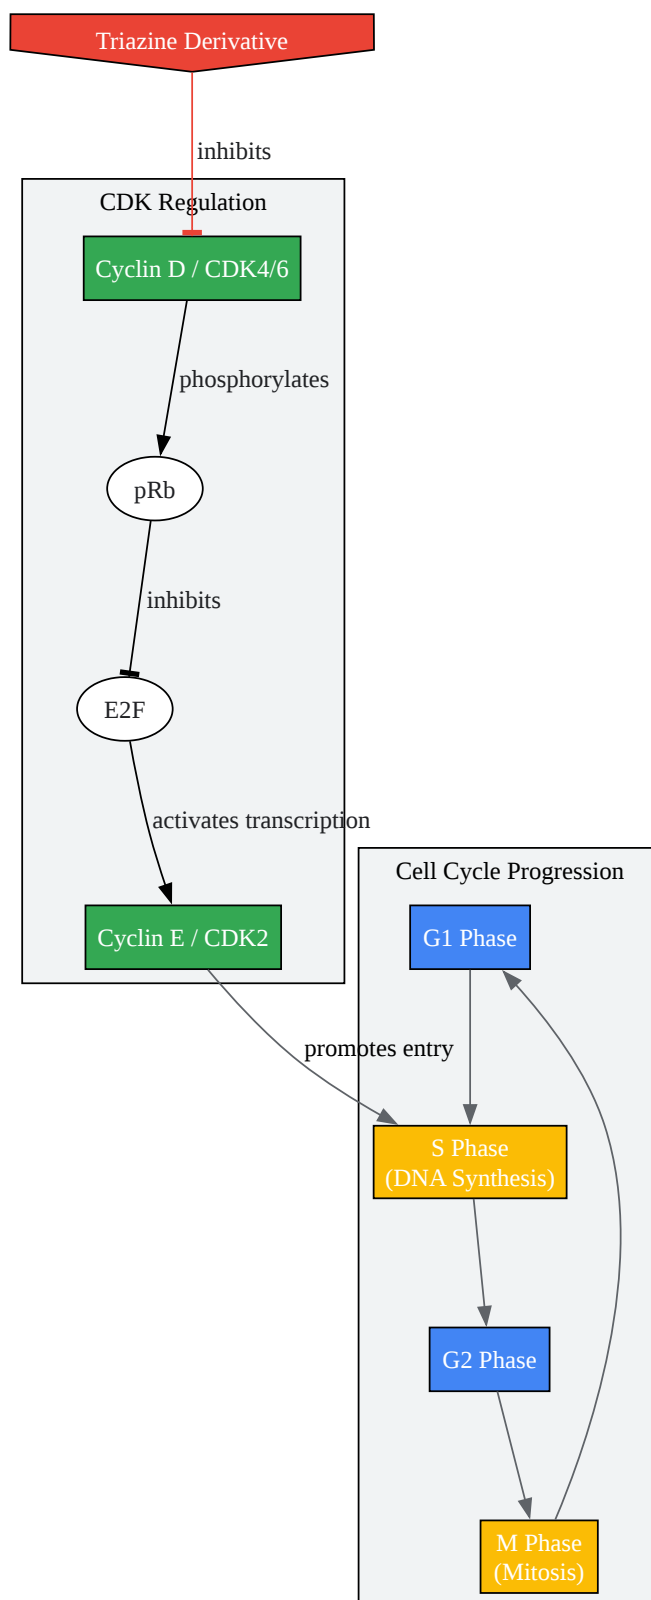 Triazine Derivative
inhibits
CDK Regulation
Cyclin D / CDK4/6
phosphorylates
pRb
inhibits
E2F
activates transcription
Cyclin E / CDK2
Cell Cycle Progression
G1 Phase
promotes entry
S Phase
(DNA Synthesis)
G2 Phase
M Phase
(Mitosis)